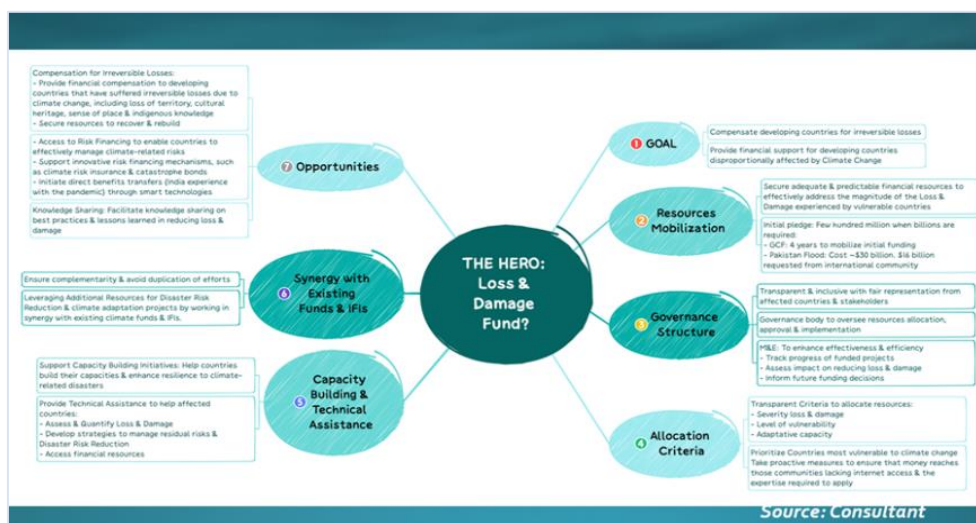 THE HERO:
Loss &
Damage
Fund?
1 GOAL
Compensate developing countries for irreversible losses
Provide financial support for developing countries
disproportionally affected by Climate Change
2 Resources
Mobilization
Secure adequate & predictable financial resources to
effectively address the magnitude of the Loss &
Damage experienced by vulnerable countries
Initial pledge: Few hundred million when billions are
required:
- GCF: 4 years to mobilize initial funding
- Pakistan Flood: Cost ~$30 billion, $16 billion
requested from international community
3 Governance
Structure
Transparent & inclusive with fair representation from
affected countries & stakeholders
Governance body to oversee resources allocation,
approval & implementation
M&E: To enhance effectiveness & efficiency
- Track progress of funded projects
- Assess impact on reducing loss & damage
- Inform future funding decisions
4 Allocation
Criteria
Transparent Criteria to allocate resources:
- Severity loss & damage
- Level of vulnerability
- Adaptative capacity
Prioritize Countries most vulnerable to climate change
Take proactive measures to ensure that money reaches
those communities lacking internet access & the
expertise required to apply
5 Capacity
Building &
Technical
Assistance
Support Capacity Building Initiatives: Help countries
build their capacities & enhance resilience to climate-
related disasters
Provide Technical Assistance to help affected
countries:
- Assess & Quantify Loss & Damage
- Develop strategies to manage residual risks &
Disaster Risk Reduction
- Access financial resources
6 Synergy with
Existing
Funds & IFIs
Ensure complementarity & avoid duplication of efforts
Leveraging Additional Resources for Disaster Risk
Reduction & climate adaptation projects by working in
synergy with existing climate funds & IFIs.
7 Opportunities
Compensation for Irreversible Losses:
- Provide financial compensation to developing
countries that have suffered irreversible losses due to
climate change, including loss of territory, cultural
heritage, sense of place & indigenous knowledge
- Secure resources to recover & rebuild
- Access to Risk Financing to enable countries to
effectively manage climate-related risks
- Support innovative risk financing mechanisms, such
as climate risk insurance & catastrophe bonds
- Initiate direct benefits transfers (India experience
with the pandemic) through smart technologies
Knowledge Sharing: Facilitate knowledge sharing on
best practices & lessons learned in reducing loss &
damage
Source: Consultant